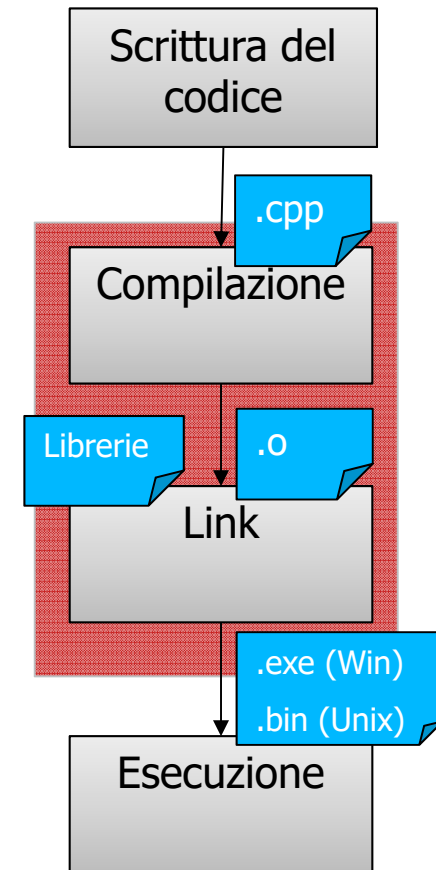 Scrittura del
codice
.cpp
Compilazione
Librerie
.o
Link
.exe (Win)
.bin (Unix)
Esecuzione